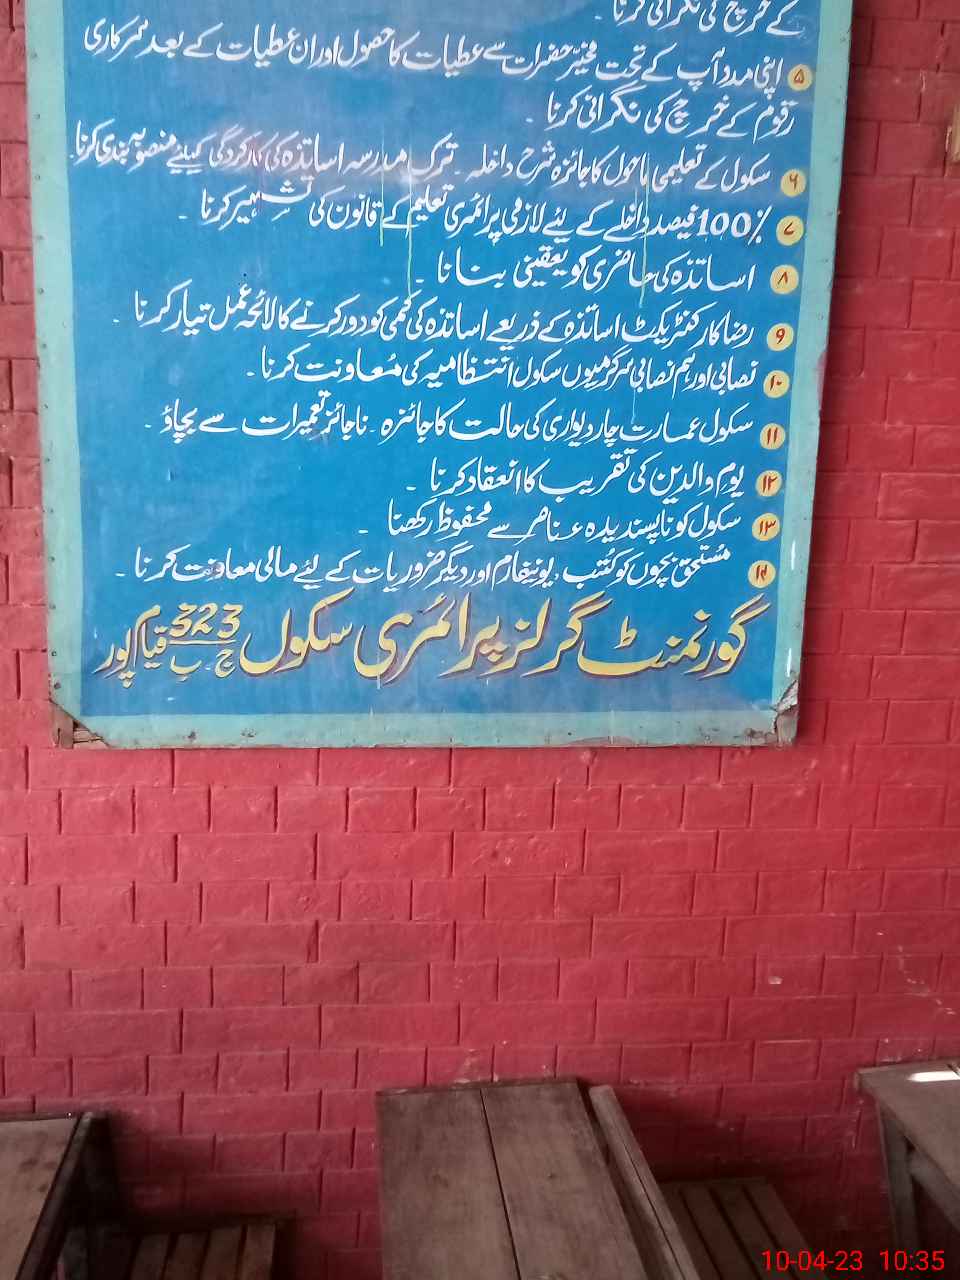 کے خرچ کی نگرانی کرنا ۔
۵ اپنی مدد آپ کے تحت مخیر حضرات سے عطیات کا حصول اور ان عطیات کے بعد سرکاری
رقوم کے خرچ کی نگرانی کرنا ۔
۶ سکول کے تعلیمی ماحول کا جائزہ شرح داخلہ ۔ ترک مدرسہ اساتذہ کی کارکردگی کیلئے منصوبہ بندی کرنا ۔
۷ 100٪ فیصد داخلے کے لیئے لازمی پرائمری تعلیم کے قانون کی تشہیر کرنا ۔
۸ اساتذہ کی حاضری کو یعقینی بنانا ۔
۹ رضا کار کنٹریکٹ اساتذہ کے ذریعے اساتذہ کی کمی کو دور کرنے کا لائحہ عمل تیار کرنا ۔
۱۰ نصابی اور ہم نصابی سرگرمیوں سکول انتظامیہ کی معاونت کرنا ۔
۱۱ سکول عمارت چار دیواری کی حالت کا جائزہ ۔ ناجائز تعمیرات سے بچاؤ ۔
۱۲ یوم والدین کی تقریب کا انعقاد کرنا ۔
۱۳ سکول کو ناپسندیدہ عناصر سے محفوظ رکھنا ۔
۱۴ مستحق بچوں کو کتب ، یونیفارم اور دیگر ضروریات کے لیئے مالی معاونت کرنا ۔
گورنمنٹ گرلز پرائمری سکول 323 ج ۔ ب قیام پور
10-04-23 10:35